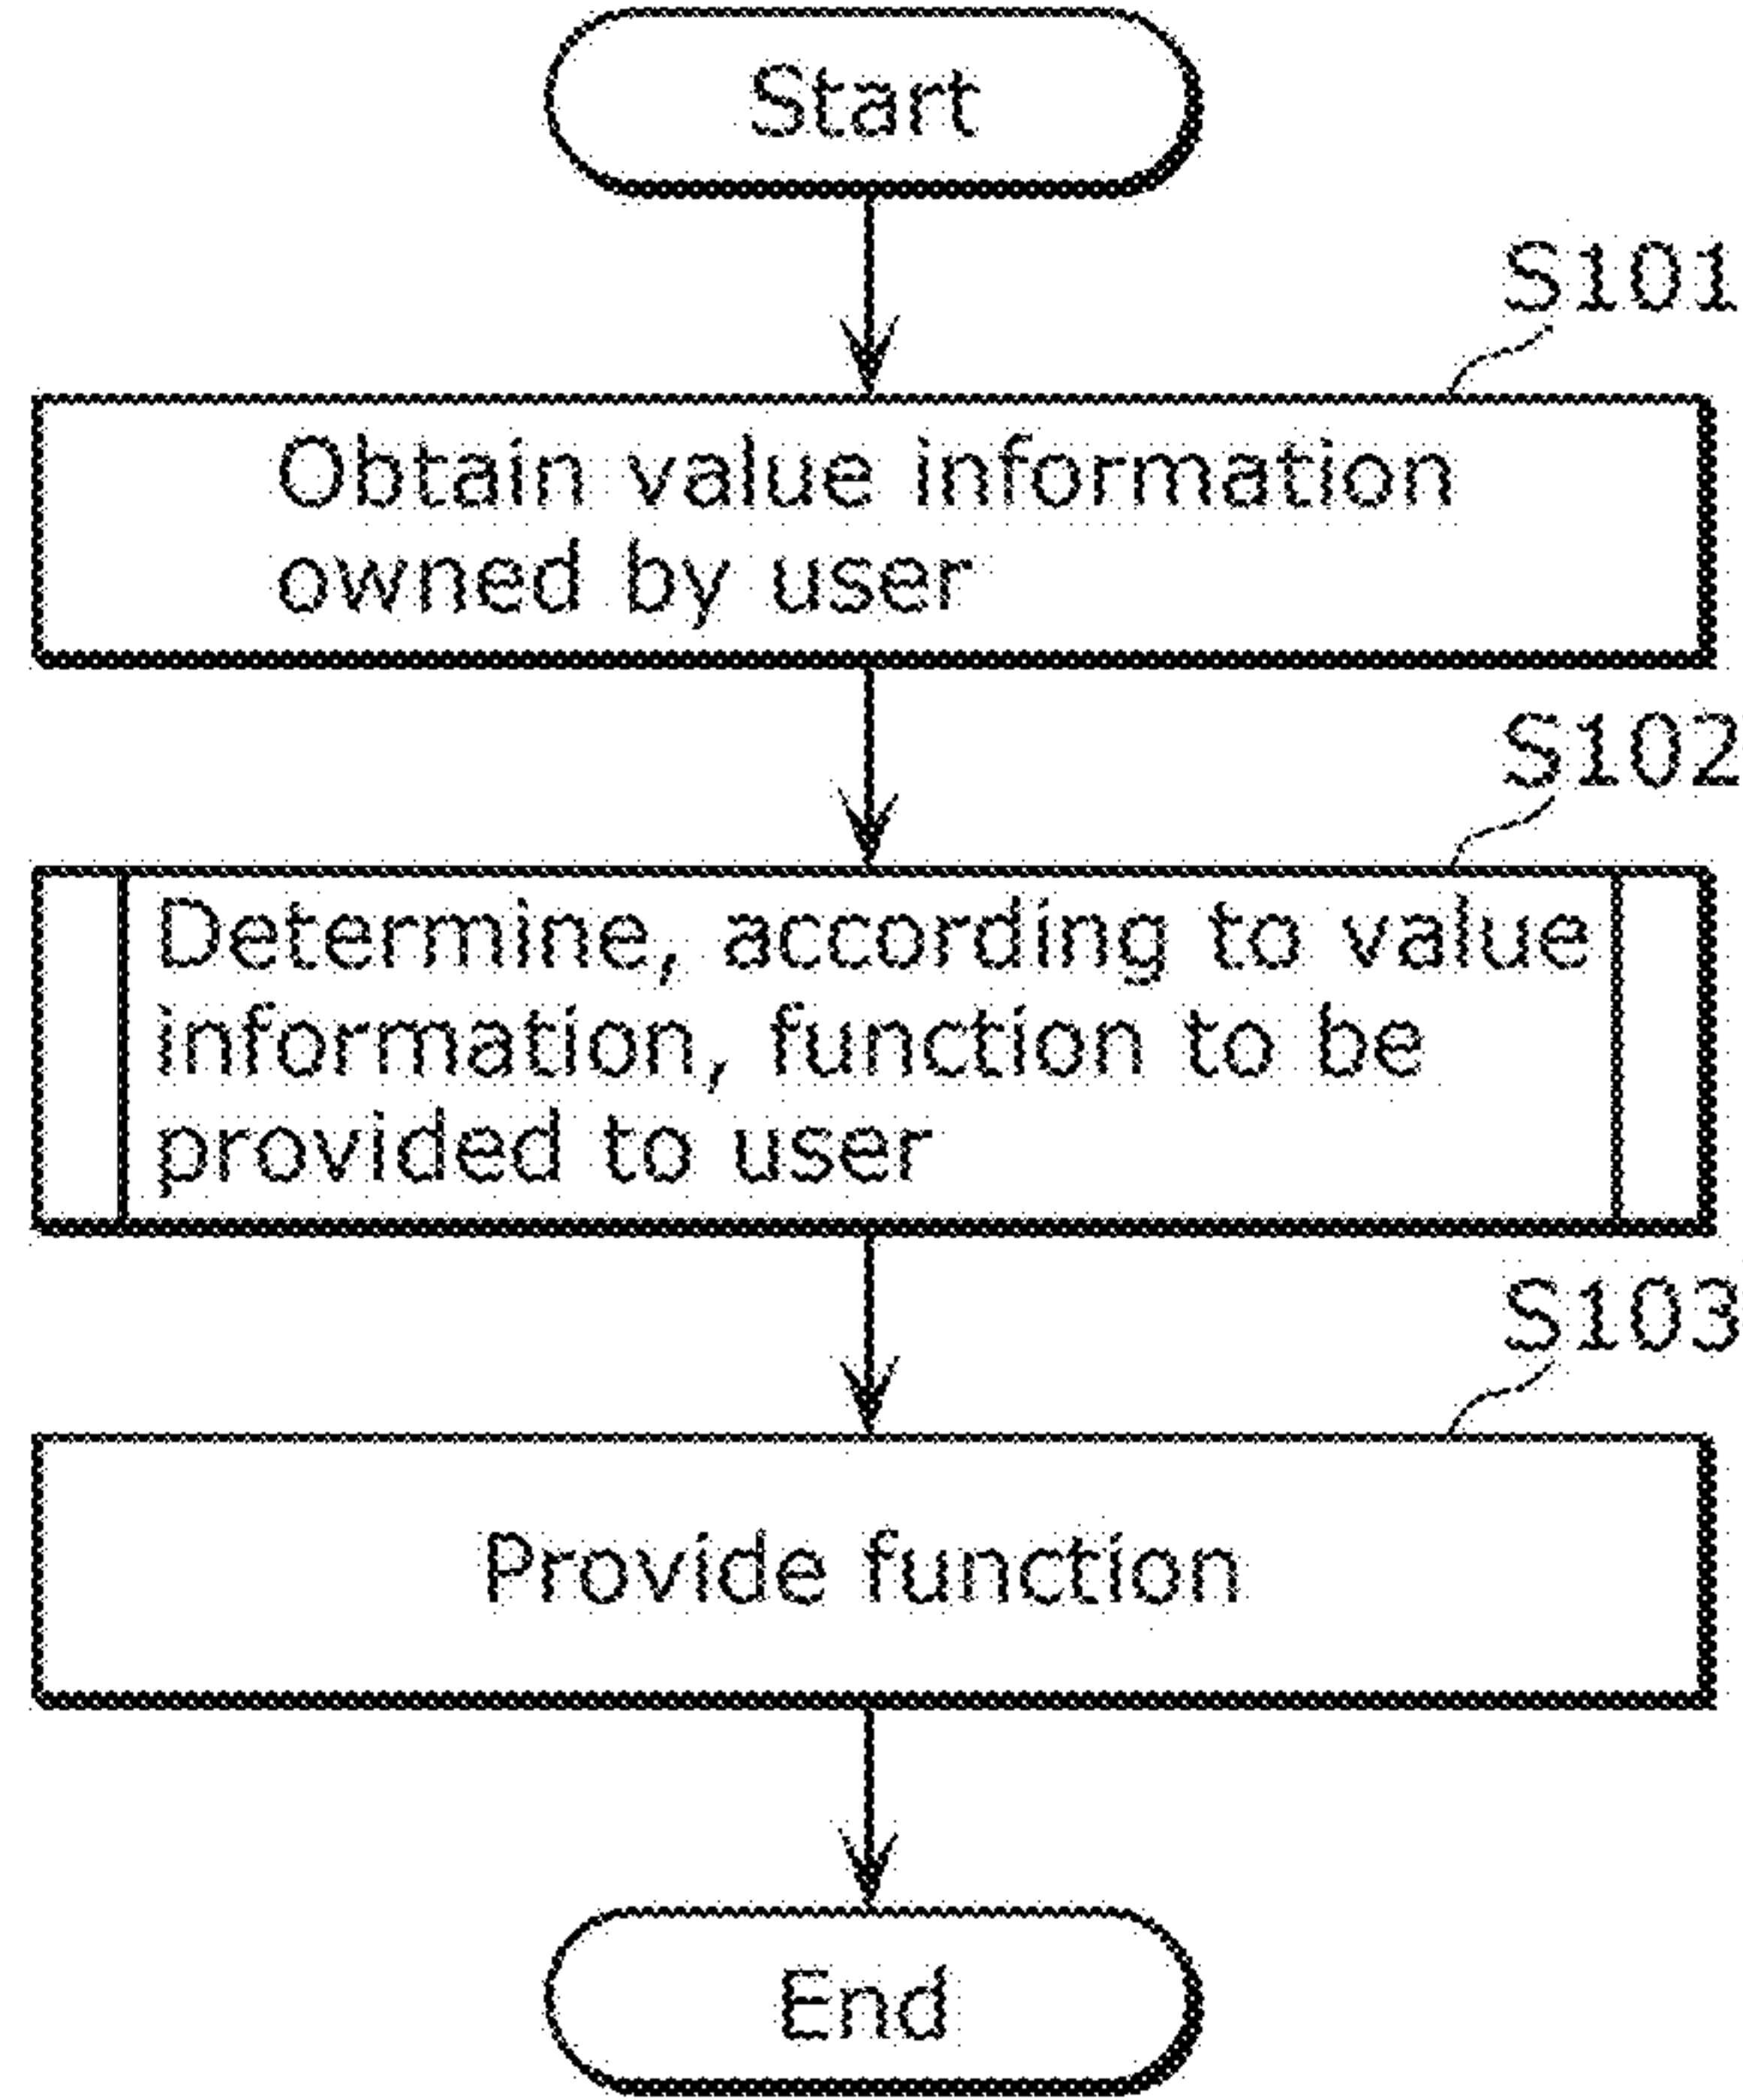 Start
S101
Obtain value information
owned by user
S102
Determine, according to value
information, function to be
provided to user
S103
Provide function
End